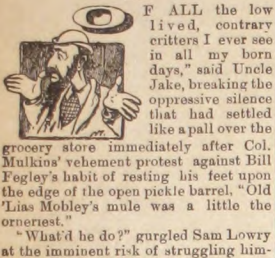 OF ALL the low
lived, contrary
critters I ever see
in all my born
days," said Uncle
Jake, breaking the
oppressive silence
that had settled
like a pall over the
grocery store immediately after Col.
Mulkins' vehement protest against Bill
Fegley's habit of resting his feet upon
the edge of the open pickle barrel, "Old
'Lias Mobley's mule was a little the
orneriest."
"What'd he do?" gurgled Sam Lowry
at the imminent risk of struggling him-